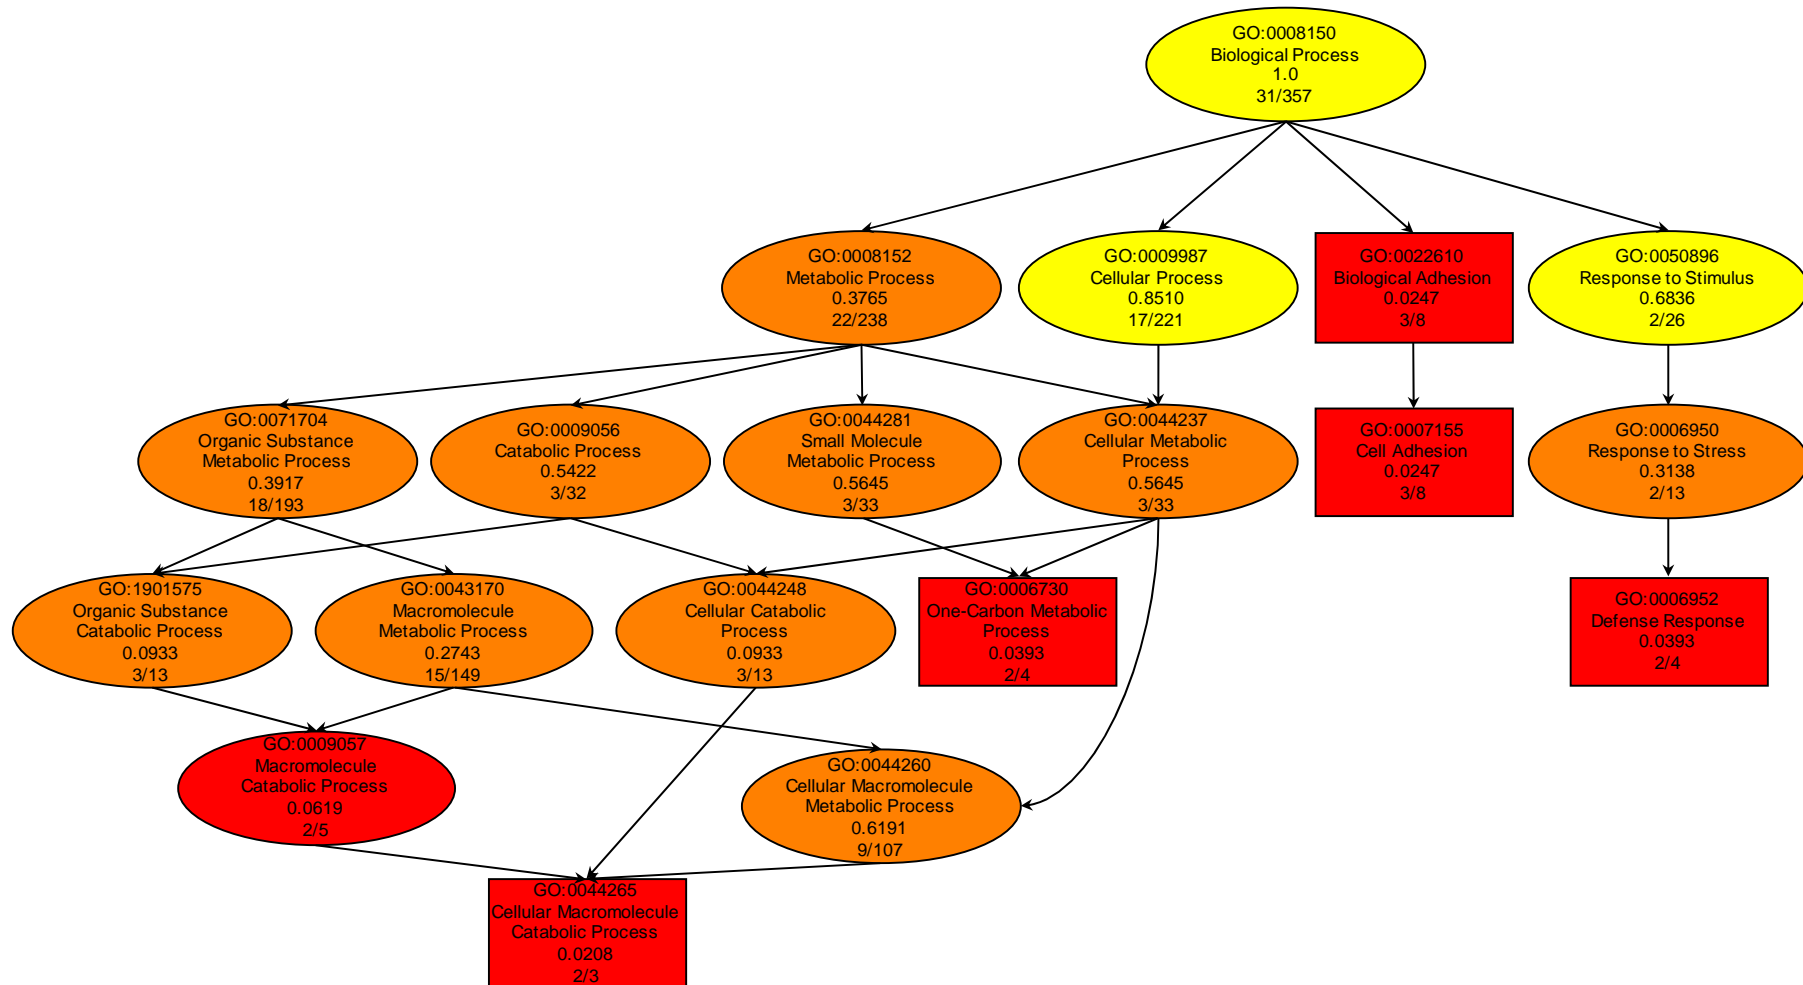 GO:0008150
Biological Process
1.0
31/357
GO:0008152
Metabolic Process
0.3765
22/238
GO:0009987
Cellular Process
0.8510
17/221
GO:0022610
Biological Adhesion
0.0247
3/8
GO:0050896
Response to Stimulus
0.6836
2/26
GO:0071704
Organic Substance
Metabolic Process
0.3917
18/193
GO:0009056
Catabolic Process
0.5422
3/32
GO:0044281
Small Molecule
Metabolic Process
0.5645
3/33
GO:0044237
Cellular Metabolic
Process
0.5645
3/33
GO:0007155
Cell Adhesion
0.0247
3/8
GO:0006950
Response to Stress
0.3138
2/13
GO:1901575
Organic Substance
Catabolic Process
0.0933
3/13
GO:0043170
Macromolecule
Metabolic Process
0.2743
15/149
GO:0044248
Cellular Catabolic
Process
0.0933
3/13
GO:0006730
One-Carbon Metabolic
Process
0.0393
2/4
GO:0006952
Defense Response
0.0393
2/4
GO:0009057
Macromolecule
Catabolic Process
0.0619
2/5
GO:0044260
Cellular Macromolecule
Metabolic Process
0.6191
9/107
GO:0044265
Cellular Macromolecule
Catabolic Process
0.0208
2/3